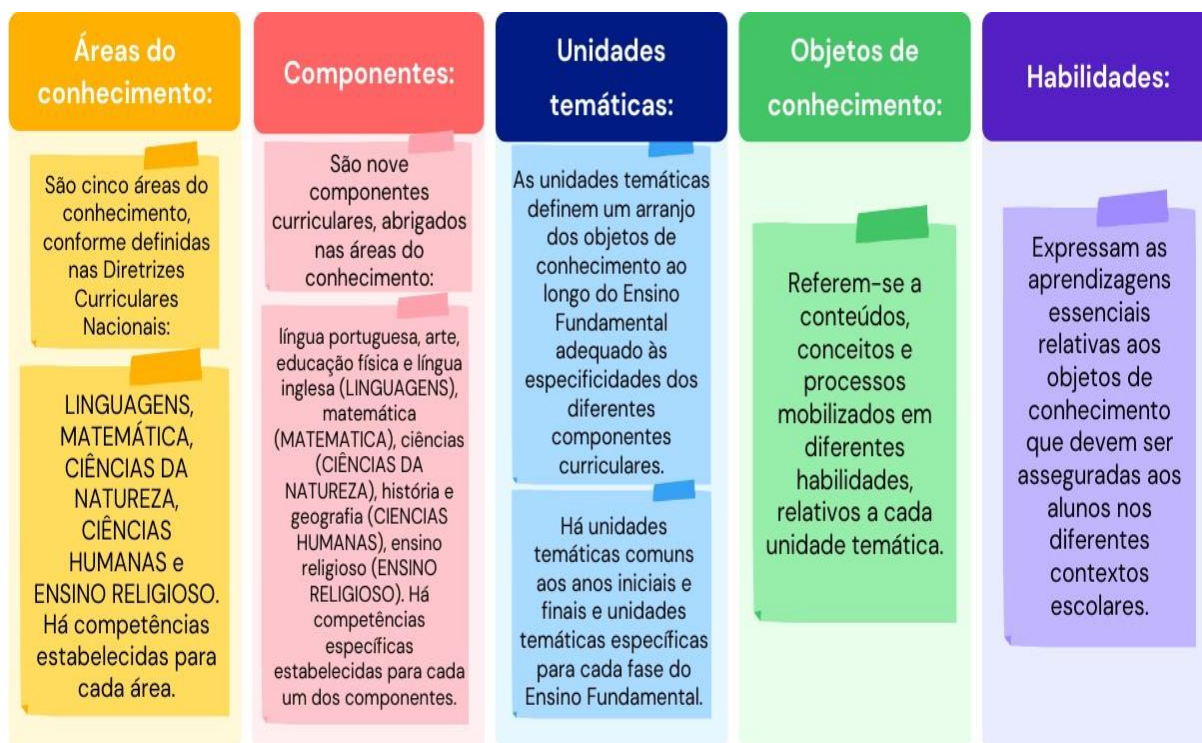 Áreas do
conhecimento:
São cinco áreas do
conhecimento,
conforme definidas
nas Diretrizes
Curriculares
Nacionais:
LINGUAGENS,
MATEMÁTICA,
CIÊNCIAS DA
NATUREZA,
CIÊNCIAS
HUMANAS e
ENSINO RELIGIOSO.
Há competências
estabelecidas para
cada área.
Componentes:
São nove
componentes
curriculares, abrigados
nas áreas do
conhecimento:
língua portuguesa, arte,
educação física e língua
inglesa (LINGUAGENS),
matemática
(MATEMATICA), ciências
(CIÊNCIAS DA
NATUREZA), história e
geografia (CIENCIAS
HUMANAS), ensino
religioso (ENSINO
RELIGIOSO). Há
competências
específicas
estabelecidas para cada
um dos componentes.
Unidades
temáticas:
As unidades temáticas
definem um arranjo
dos objetos de
conhecimento ao
longo do Ensino
Fundamental
adequado às
especificidades dos
diferentes
componentes
curriculares.
Há unidades
temáticas comuns
aos anos iniciais e
finais e unidades
temáticas específicas
para cada fase do
Ensino Fundamental.
Objetos de
conhecimento:
Referem-se a
conteúdos,
conceitos e
processos
mobilizados em
diferentes
habilidades,
relativos a cada
unidade temática.
Habilidades:
Expressam as
aprendizagens
essenciais
relativas aos
objetos de
conhecimento
que devem ser
asseguradas aos
alunos nos
diferentes
contextos
escolares.